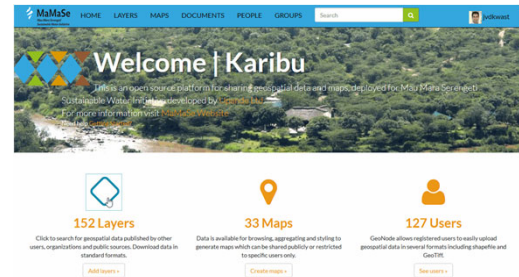 MaMaSe
HOME LAYERS MAPS DOCUMENTS PEOPLE GROUPS Search jvdkwast
Welcome | Karibu
This is an open source platform for sharing geospatial data and maps, deployed for Mau Mara Serengeti
Sustainable Water Initiative, developed by
For more information visit MaMaSe Website
152 Layers
Click to search for geospatial data published by other
users, organizations and public sources. Download data in
standard formats.
Add layers »
33 Maps
Data is available for browsing, aggregating and styling to
generate maps which can be shared publicly or restricted
to specific users only.
Create maps »
127 Users
GeoNode allows registered users to easily upload
geospatial data in several formats including shapefile and
GeoTiff.
See users »